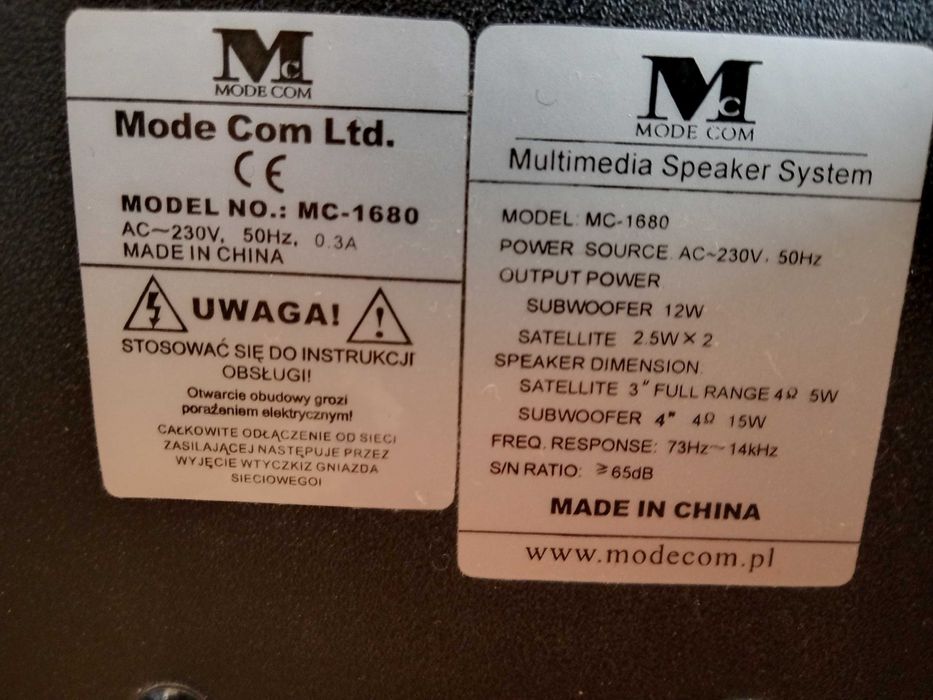 Mc
MODE COM
Mode Com Ltd.
CE
MODEL NO.: MC-1680
AC~230V, 50Hz, 0.3A
MADE IN CHINA
UWAGA!
STOSOWAĆ SIĘ DO INSTRUKCJI
OBSŁUGI!
Otwarcie obudowy grozi
porażeniem elektrycznym!
CAŁKOWITE ODŁĄCZENIE OD SIECI
ZASILAJĄCEJ NASTĘPUJE PRZEZ
WYJĘCIE WTYCZKIZ GNIAZDA
SIECIOWEGO!
Mc
MODE COM
Multimedia Speaker System
MODEL: MC-1680
POWER SOURCE: AC~230V, 50Hz
OUTPUT POWER
SUBWOOFER 12W
SATELLITE 2.5W×2
SPEAKER DIMENSION:
SATELLITE 3" FULL RANGE 4Ω 5W
SUBWOOFER 4" 4Ω 15W
FREQ. RESPONSE: 73Hz~14kHz
S/N RATIO: ≥65dB
MADE IN CHINA
www.modecom.pl